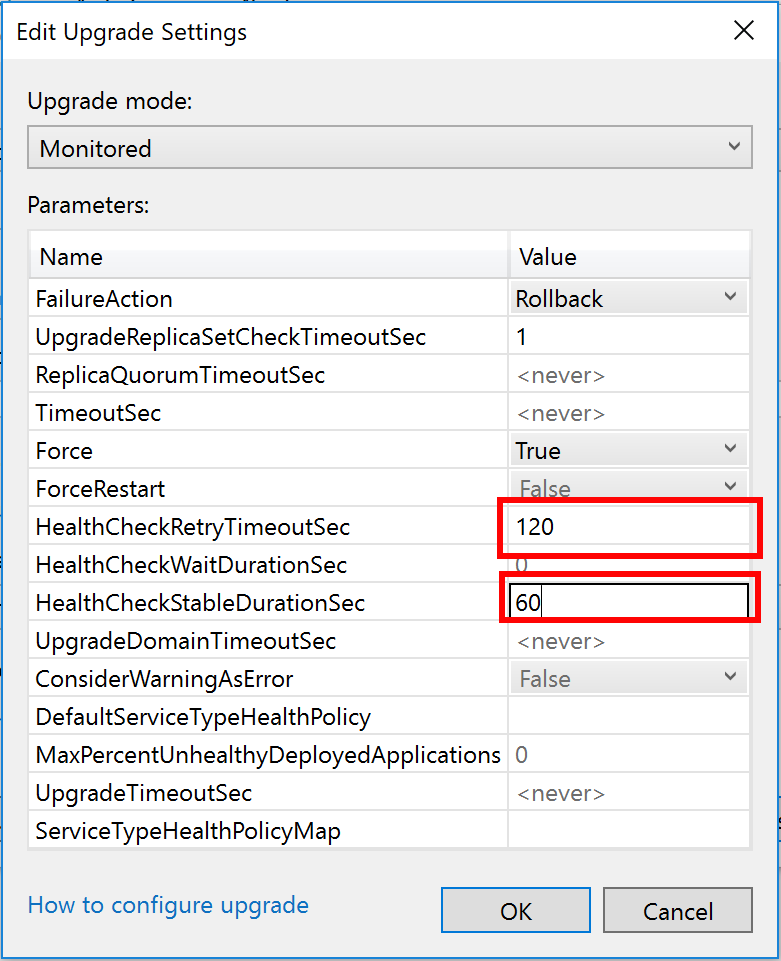 Edit Upgrade Settings
Upgrade mode:
Monitored
Parameters:
Name Value
FailureAction Rollback
UpgradeReplicaSetCheckTimeoutSec 1
ReplicaQuorumTimeoutSec <never>
TimeoutSec <never>
Force True
ForceRestart False
HealthCheckRetryTimeoutSec 120
HealthCheckWaitDurationSec 0
HealthCheckStableDurationSec 60
UpgradeDomainTimeoutSec <never>
ConsiderWarningAsError False
DefaultServiceTypeHealthPolicy
MaxPercentUnhealthyDeployedApplications 0
UpgradeTimeoutSec <never>
ServiceTypeHealthPolicyMap
How to configure upgrade OK Cancel